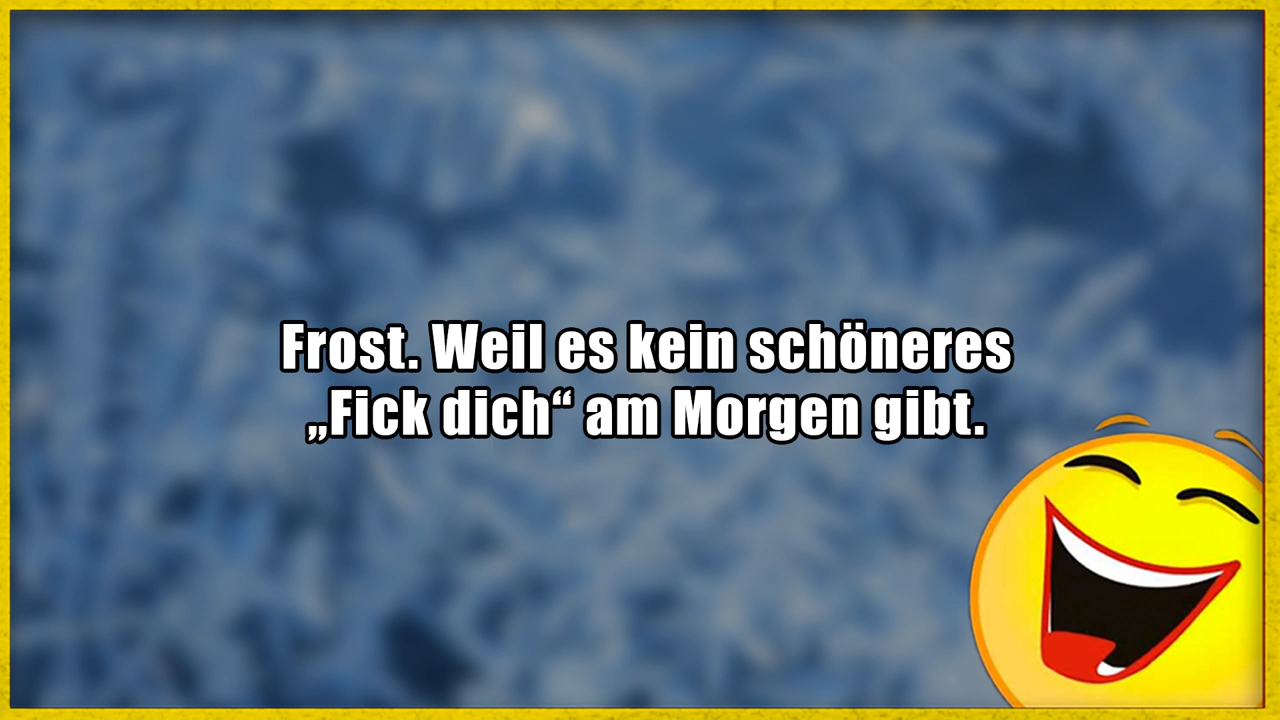 Frost. Weil es kein schöneres
„Fick dich“ am Morgen gibt.